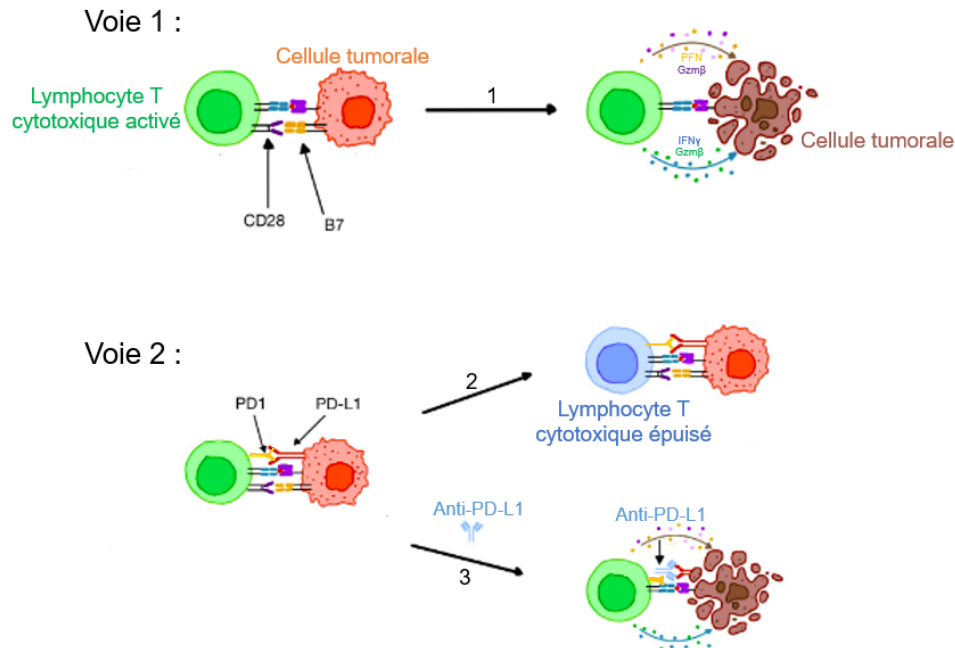 Voie 1 :
Cellule tumorale
Lymphocyte T
cytotoxique activé
1
PFN
Gzmβ
IFNγ
Gzmβ
Cellule tumorale
CD28
B7
Voie 2 :
PD1
PD-L1
2
Lymphocyte T
cytotoxique épuisé
Anti-PD-L1
3
Anti-PD-L1